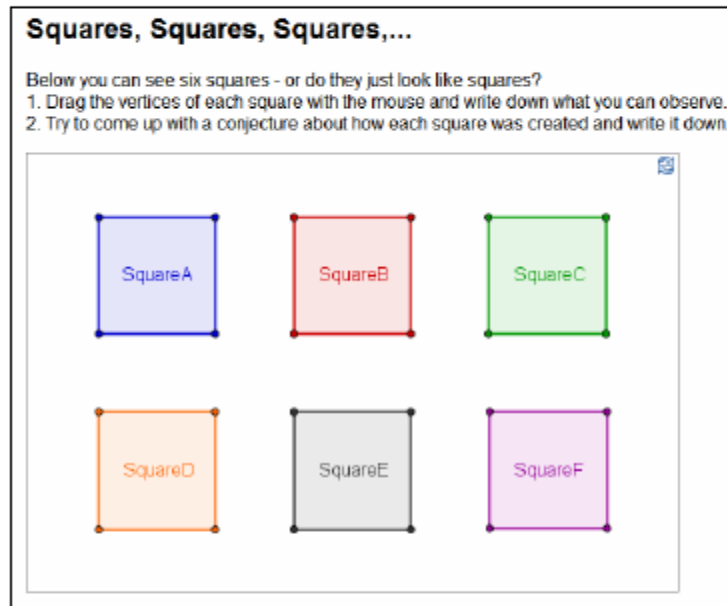 Squares, Squares, Squares,...
Below you can see six squares - or do they just look like squares?
1. Drag the vertices of each square with the mouse and write down what you can observe.
2. Try to come up with a conjecture about how each square was created and write it down
SquareA
SquareB
SquareC
SquareD
SquareE
SquareF